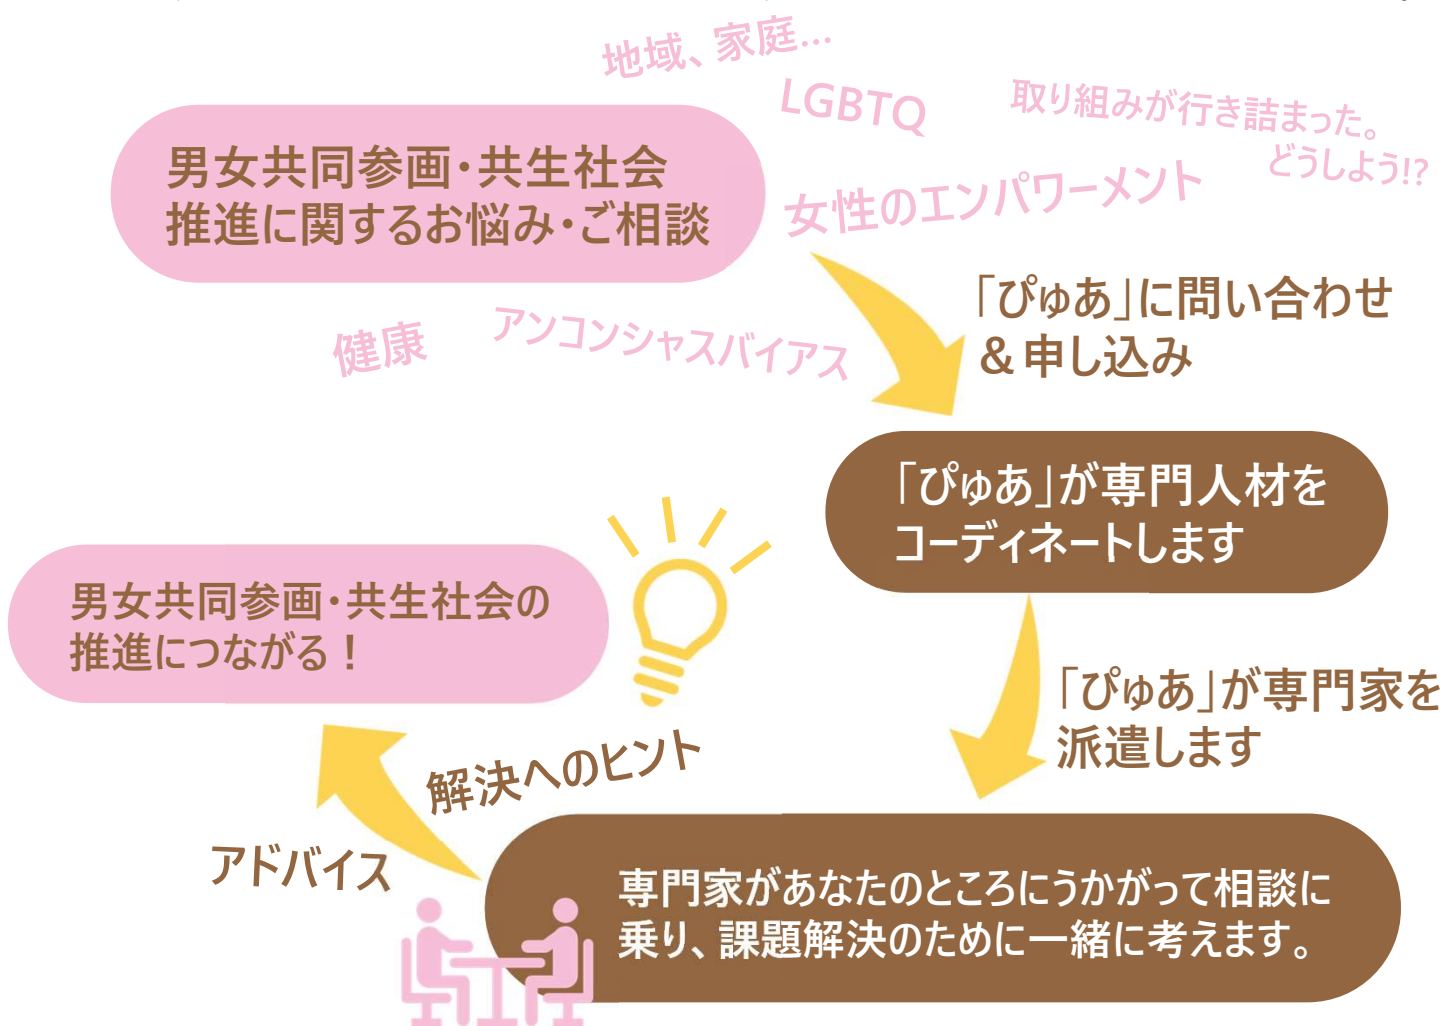 地域、家庭…
LGBTQ
取り組みが行き詰まった。
どうしよう!?
男女共同参画・共生社会
推進に関するお悩み・ご相談
女性のエンパワーメント
健康
アンコンシャスバイアス
「ぴゅあ」に問い合わせ
＆申し込み
「ぴゅあ」が専門人材を
コーディネートします
「ぴゅあ」が専門家を
派遣します
専門家があなたのところにうかがって相談に
乗り、課題解決のために一緒に考えます。
解決へのヒント
アドバイス
男女共同参画・共生社会の
推進につながる！